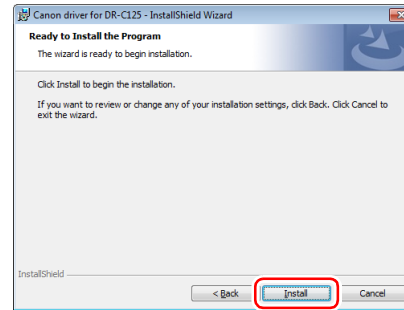 Canon driver for DR-C125 - InstallShield Wizard
Ready to Install the Program
The wizard is ready to begin installation.
Click Install to begin the installation.
If you want to review or change any of your installation settings, click Back. Click Cancel to
exit the wizard.
InstallShield
< Back Install Cancel